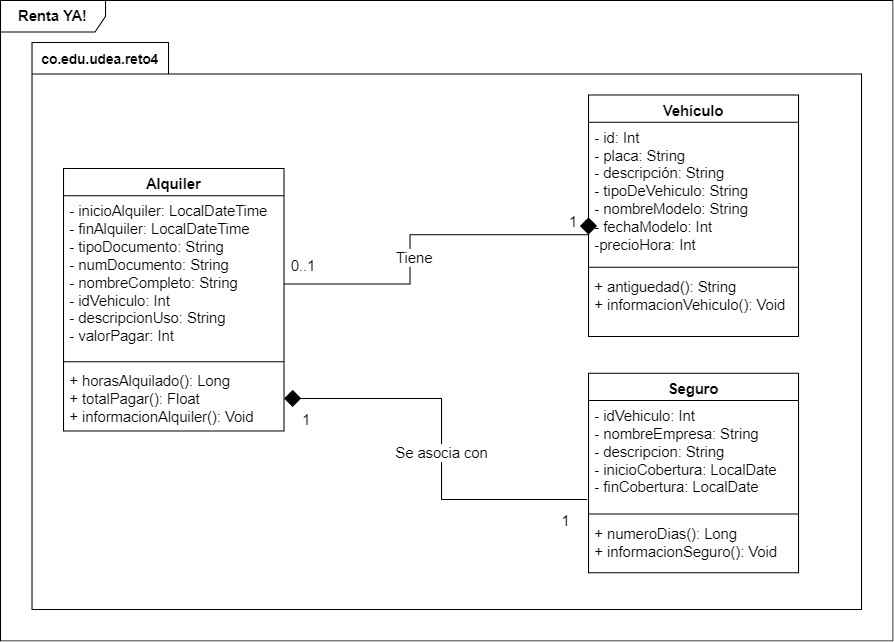 Renta YA!
co.edu.udea.reto4
Alquiler
- inicioAlquiler: LocalDateTime
- finAlquiler: LocalDateTime
- tipoDocumento: String
- numDocumento: String
- nombreCompleto: String
- idVehiculo: Int
- descripcionUso: String
- valorPagar: Int
+ horasAlquilado(): Long
+ totalPagar(): Float
+ informacionAlquiler(): Void
0..1
Tiene
1
Vehículo
- id: Int
- placa: String
- descripción: String
- tipoDeVehiculo: String
- nombreModelo: String
- fechaModelo: Int
-precioHora: Int
+ antiguedad(): String
+ informacionVehiculo(): Void
1
Se asocia con
1
Seguro
- idVehiculo: Int
- nombreEmpresa: String
- descripcion: String
- inicioCobertura: LocalDate
- finCobertura: LocalDate
+ numeroDias(): Long
+ informacionSeguro(): Void